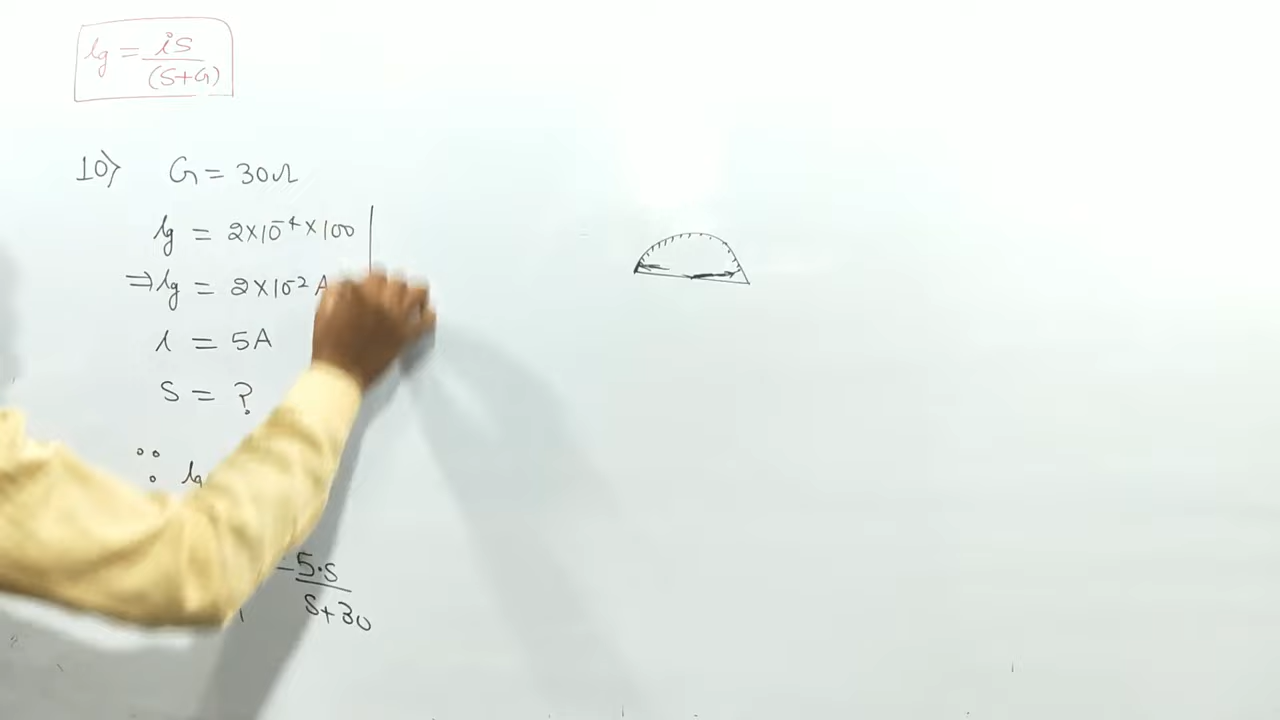 ig = iS / (S+G)
10) G = 30Ω
ig = 2×10⁻⁴×100
⇒ ig = 2×10⁻² A
i = 5A
S = ?
∵ ig
= 5·S / S+30